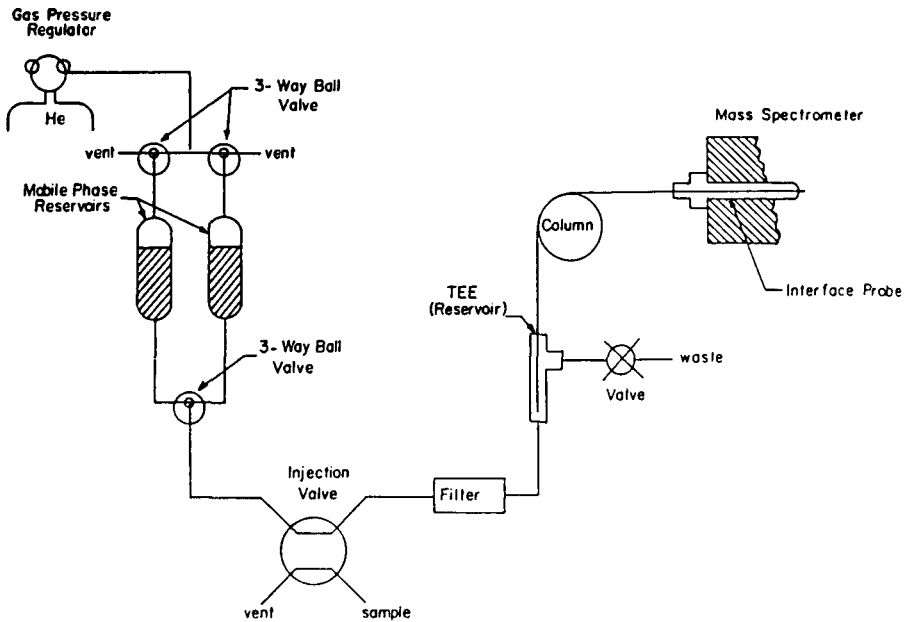 Gas Pressure
Regulator
He
3-Way Ball
Valve
vent
vent
Mobile Phase
Reservoirs
3-Way Ball
Valve
Injection
Valve
vent
sample
Filter
TEE
(Reservoir)
Column
Valve
waste
Mass Spectrometer
Interface Probe